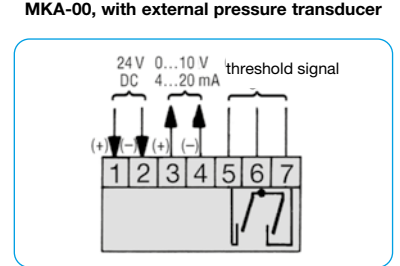 MKA-00, with external pressure transducer
24 V 0...10 V threshold signal
DC 4...20 mA
(+) (–) (+) (–)
1 2 3 4 5 6 7